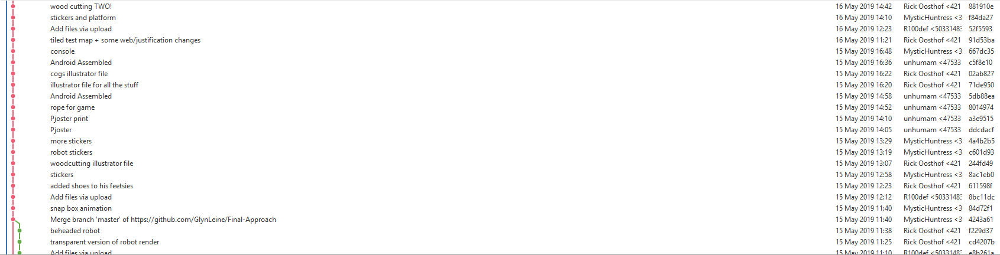 wood cutting TWO! 16 May 2019 14:42 Rick Oosthof <421 881910e
stickers and platform 16 May 2019 14:10 MysticHuntress <3 f84da27
Add files via upload 16 May 2019 12:23 R100def <50331483 52f5593
tiled test map + some web/justification changes 16 May 2019 11:21 Rick Oosthof <421 91d53ba
console 15 May 2019 16:48 MysticHuntress <3 667dc35
Android Assembled 15 May 2019 16:36 unhumam <47533 c5f8e10
cogs illustrator file 15 May 2019 16:22 Rick Oosthof <421 02ab827
illustrator file for all the stuff 15 May 2019 16:20 Rick Oosthof <421 71de950
Android Assembled 15 May 2019 14:58 unhumam <47533 5db88ea
rope for game 15 May 2019 14:52 unhumam <47533 8014974
Pjoster print 15 May 2019 14:10 unhumam <47533 a3e9515
Pjoster 15 May 2019 14:05 unhumam <47533 ddcdacf
more stickers 15 May 2019 13:29 MysticHuntress <3 4a4b2b5
robot stickers 15 May 2019 13:19 MysticHuntress <3 c601d93
woodcutting illustrator file 15 May 2019 13:07 Rick Oosthof <421 244fd49
stickers 15 May 2019 12:58 MysticHuntress <3 8ac1eb0
added shoes to his feetsies 15 May 2019 12:23 Rick Oosthof <421 611598f
Add files via upload 15 May 2019 12:12 R100def <50331483 8bc11dc
snap box animation 15 May 2019 11:40 MysticHuntress <3 84d72f1
Merge branch 'master' of https://github.com/GlynLeine/Final-Approach 15 May 2019 11:40 MysticHuntress <3 4243a61
beheaded robot 15 May 2019 11:38 Rick Oosthof <421 f229d37
transparent version of robot render 15 May 2019 11:25 Rick Oosthof <421 cd4207b
Add files via upload 15 May 2019 11:10 R100def <50331483 e8b261a